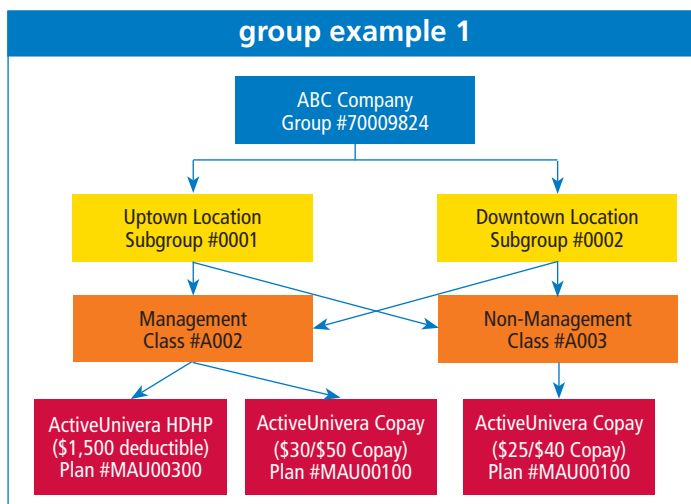 group example 1
ABC Company
Group #70009824
Uptown Location
Subgroup #0001
Downtown Location
Subgroup #0002
Management
Class #A002
Non-Management
Class #A003
ActiveUnivera HDHP
($1,500 deductible)
Plan #MAU00300
ActiveUnivera Copay
($30/$50 Copay)
Plan #MAU00100
ActiveUnivera Copay
($25/$40 Copay)
Plan #MAU00100